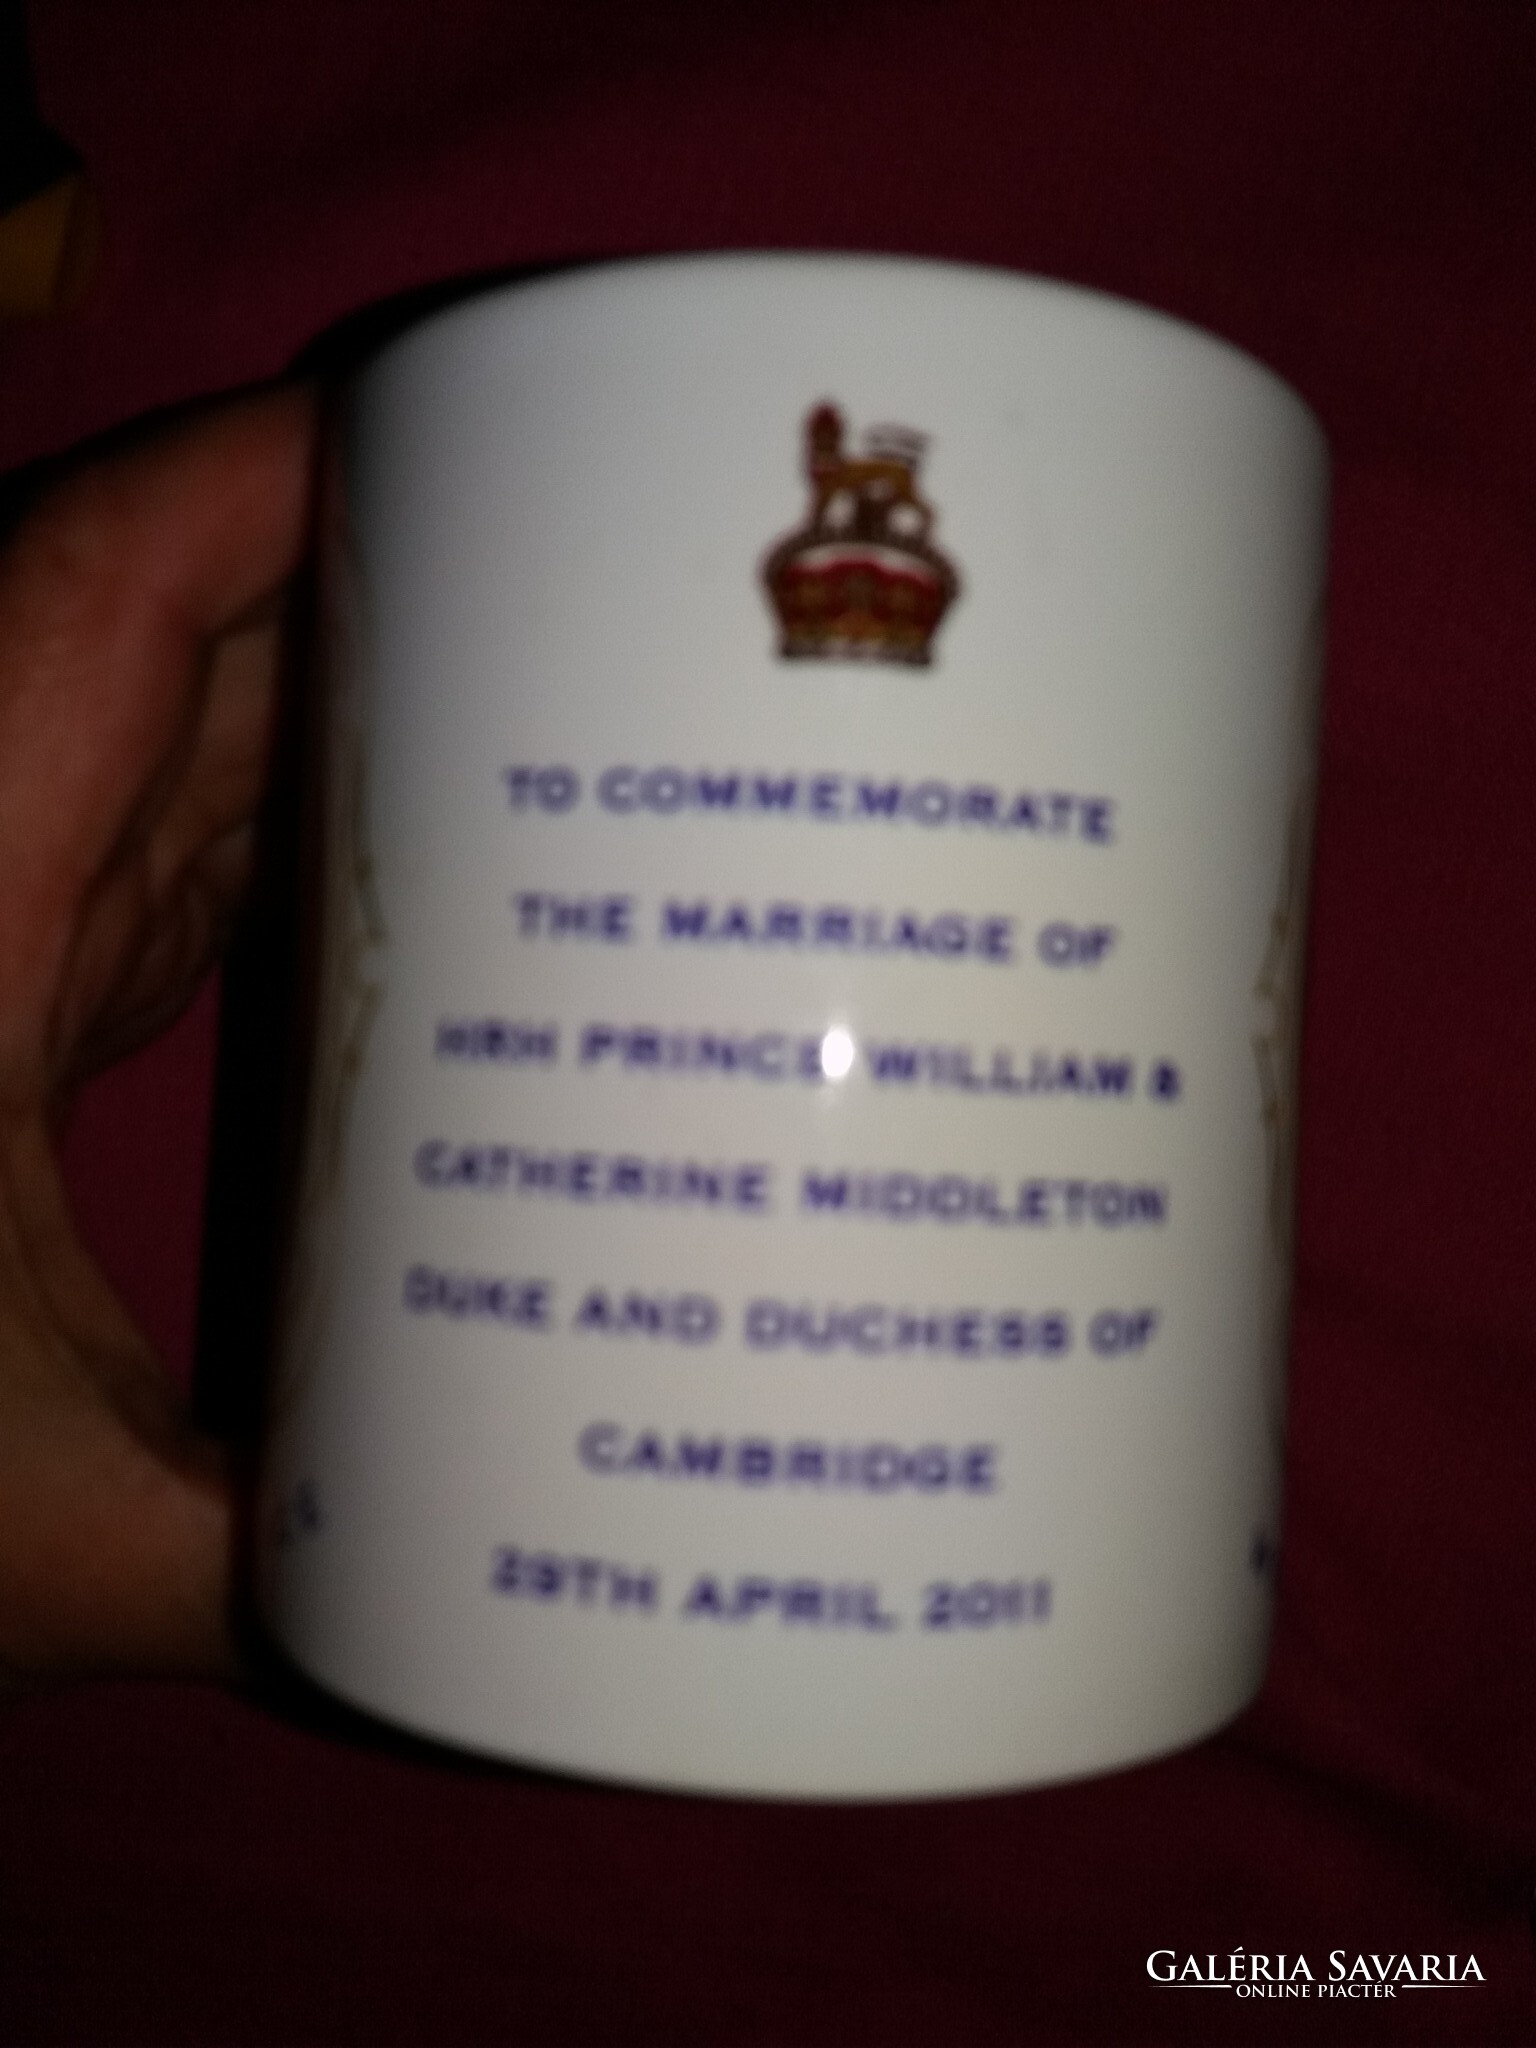 TO COMMEMORATE
THE MARRIAGE OF
HRH PRINCE WILLIAM &
CATHERINE MIDDLETON
DUKE AND DUCHESS OF
CAMBRIDGE
29TH APRIL 2011
GALÉRIA SAVARIA
ONLINE PIACTÉR